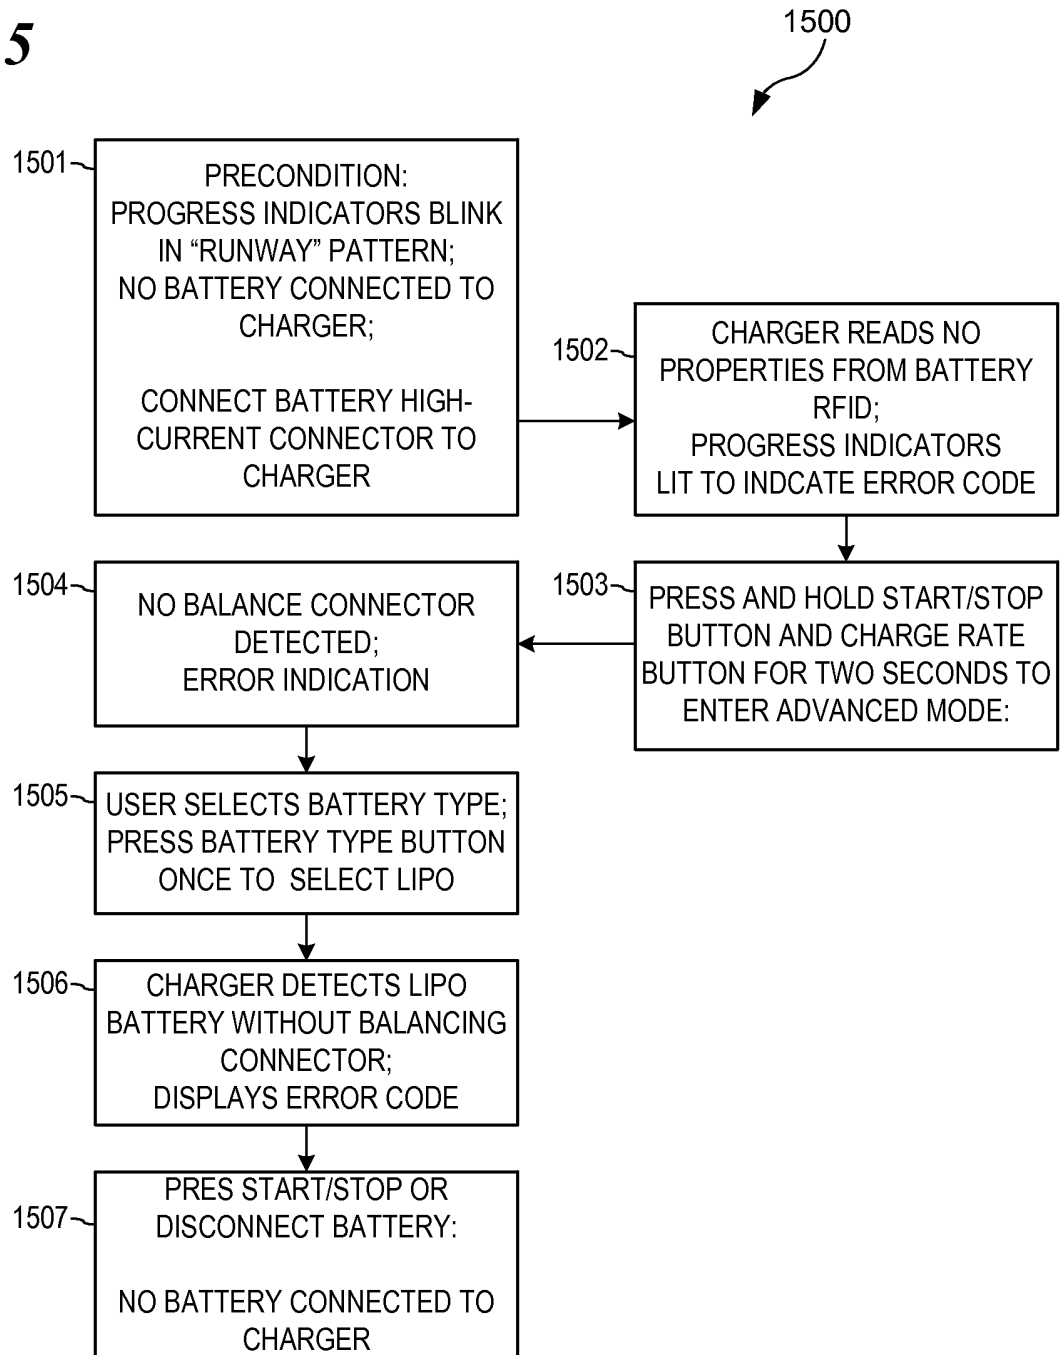 5
1500
1501
PRECONDITION:
PROGRESS INDICATORS BLINK
IN “RUNWAY” PATTERN;
NO BATTERY CONNECTED TO
CHARGER;
CONNECT BATTERY HIGH-
CURRENT CONNECTOR TO
CHARGER
1502
CHARGER READS NO
PROPERTIES FROM BATTERY
RFID;
PROGRESS INDICATORS
LIT TO INDCATE ERROR CODE
1503
PRESS AND HOLD START/STOP
BUTTON AND CHARGE RATE
BUTTON FOR TWO SECONDS TO
ENTER ADVANCED MODE:
1504
NO BALANCE CONNECTOR
DETECTED;
ERROR INDICATION
1505
USER SELECTS BATTERY TYPE;
PRESS BATTERY TYPE BUTTON
ONCE TO SELECT LIPO
1506
CHARGER DETECTS LIPO
BATTERY WITHOUT BALANCING
CONNECTOR;
DISPLAYS ERROR CODE
1507
PRES START/STOP OR
DISCONNECT BATTERY:
NO BATTERY CONNECTED TO
CHARGER